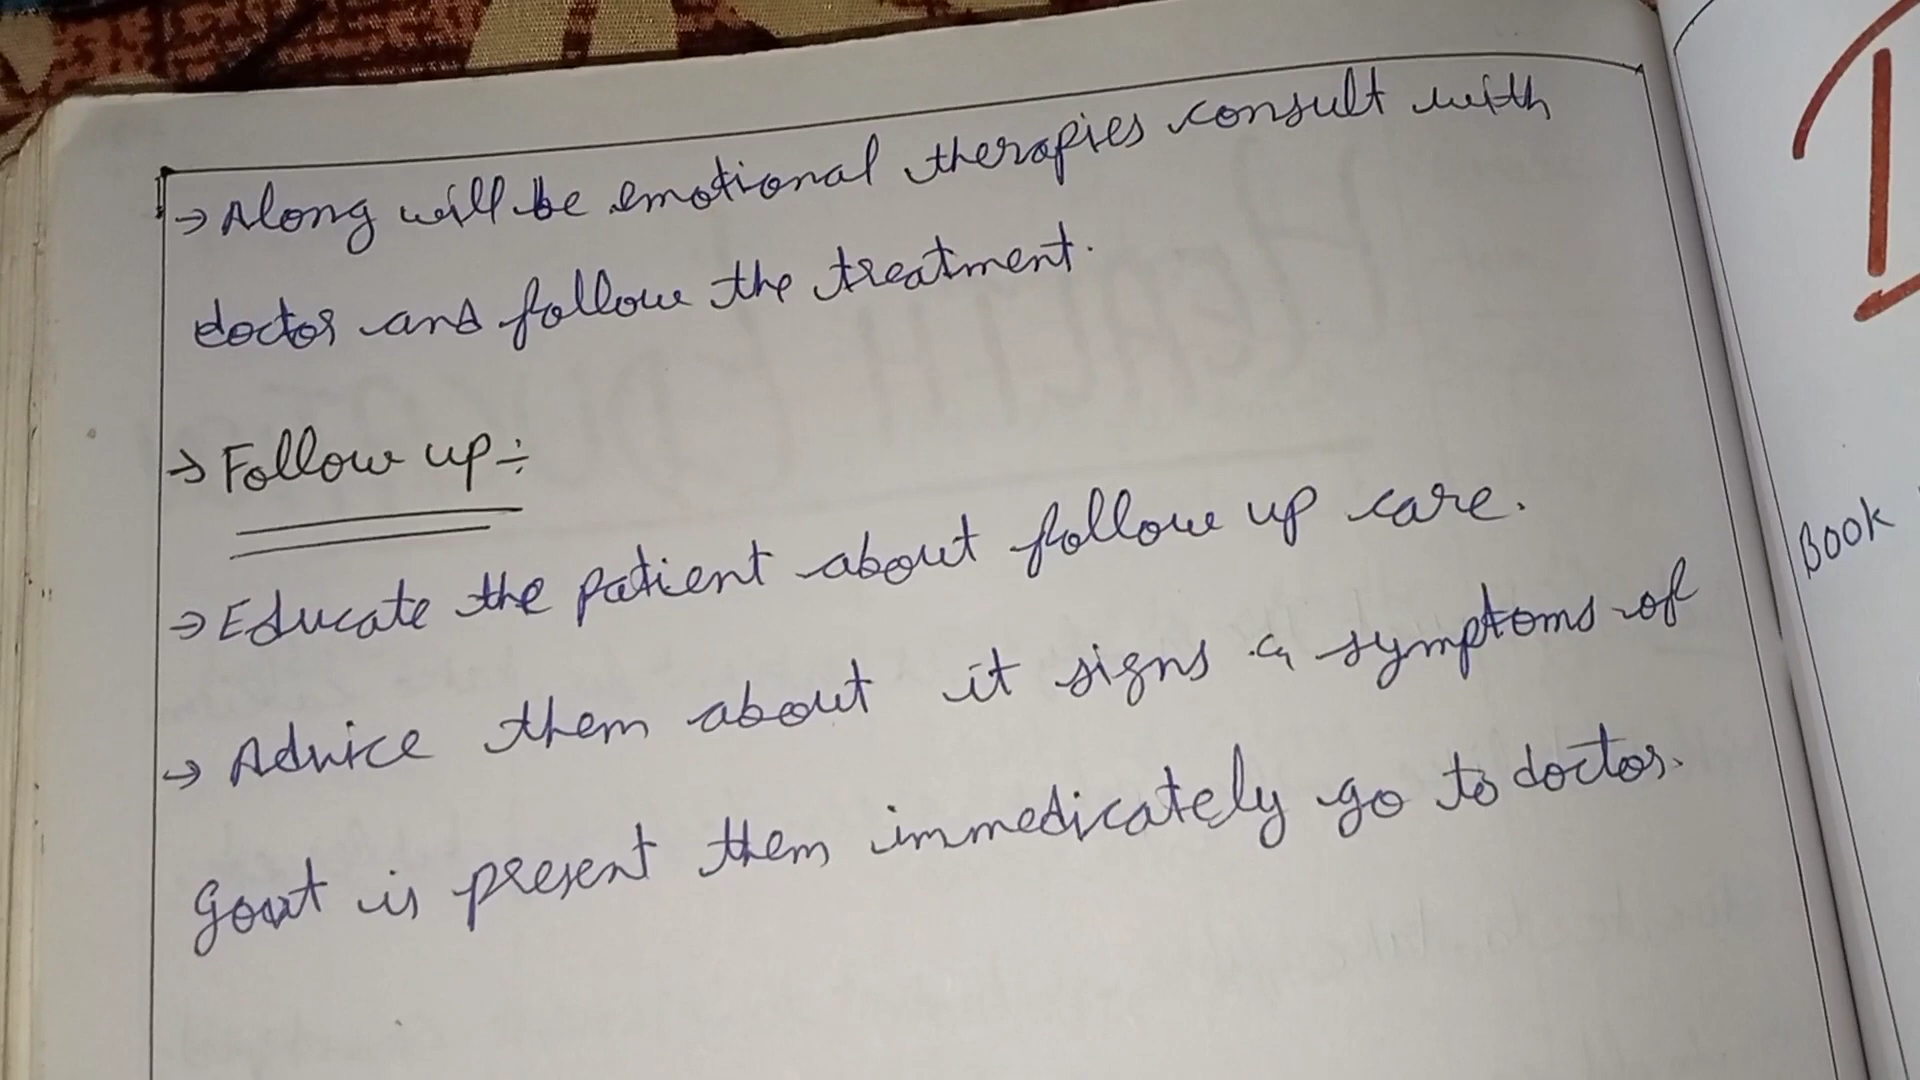 → Along will be emotional therapies consult with
doctor and follow the treatment.
→ Follow up ÷
→ Educate the patient about follow up care.
→ Advice them about it signs & symptoms of
Gout is present them immedicately go to doctor.
Book